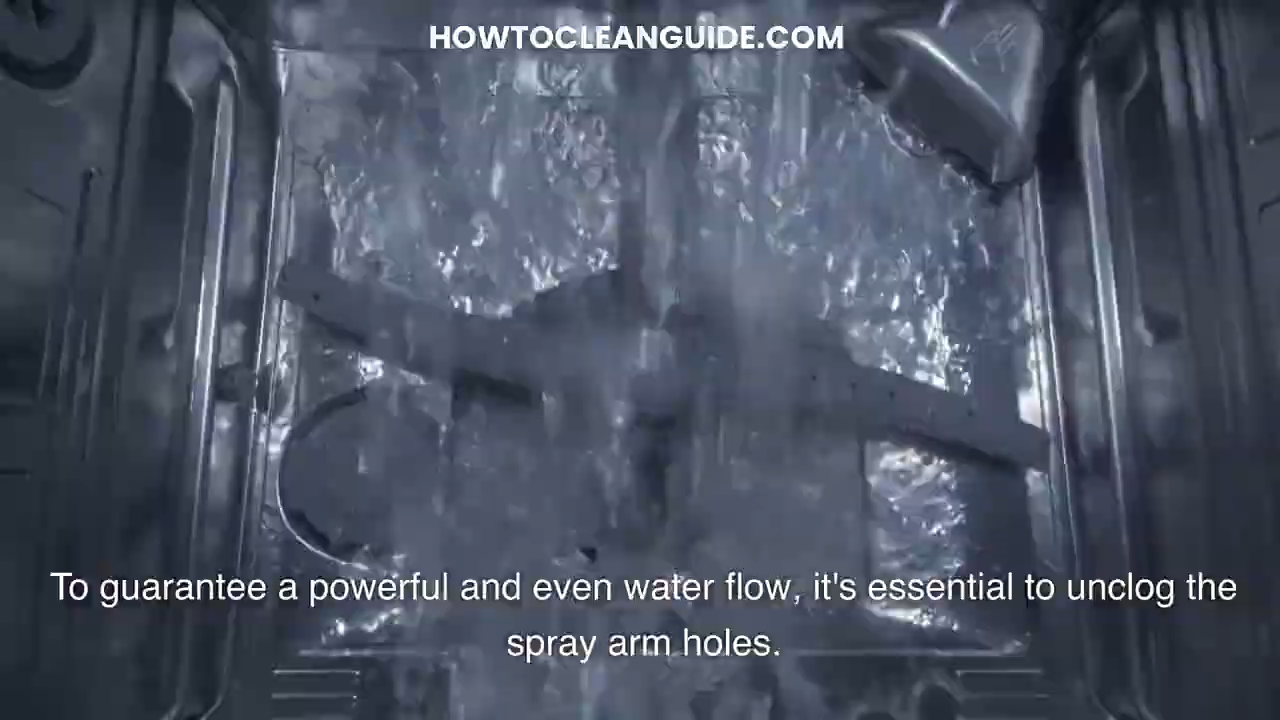 HOWTOCLEANGUIDE.COM
To guarantee a powerful and even water flow, it's essential to unclog the
spray arm holes.